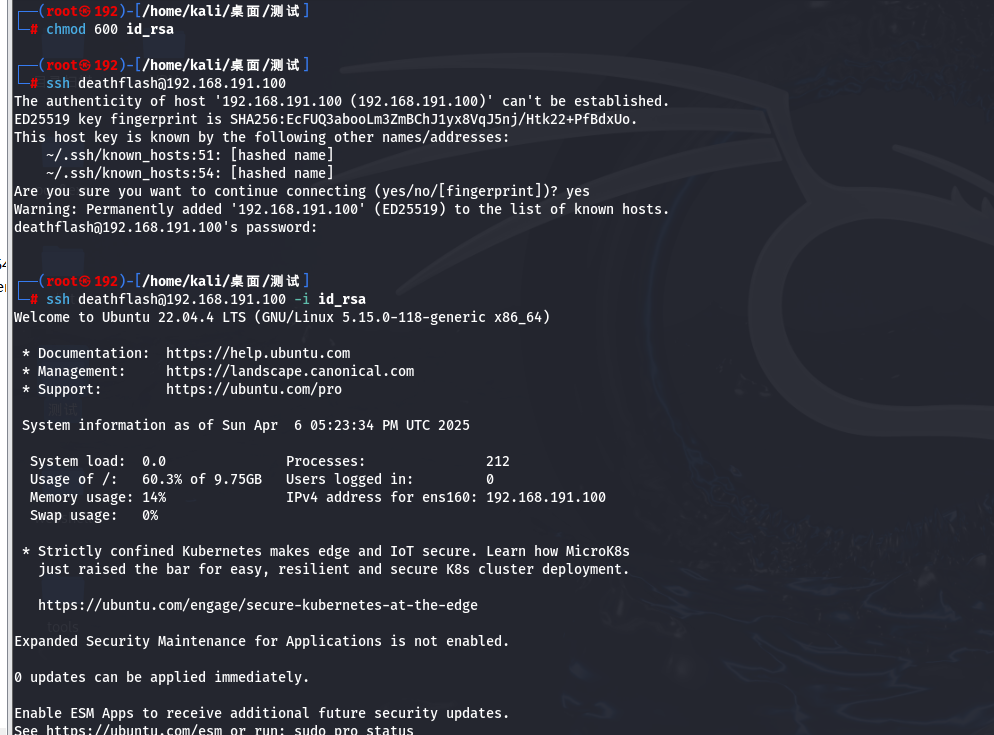 ┌──(root㉿192)-[/home/kali/桌面/测试]
└─# chmod 600 id_rsa
┌──(root㉿192)-[/home/kali/桌面/测试]
└─# ssh deathflash@192.168.191.100
The authenticity of host '192.168.191.100 (192.168.191.100)' can't be established.
ED25519 key fingerprint is SHA256:EcFUQ3abooLm3ZmBChJ1yx8VqJ5nj/Htk22+PfBdxUo.
This host key is known by the following other names/addresses:
    ~/.ssh/known_hosts:51: [hashed name]
    ~/.ssh/known_hosts:54: [hashed name]
Are you sure you want to continue connecting (yes/no/[fingerprint])? yes
Warning: Permanently added '192.168.191.100' (ED25519) to the list of known hosts.
deathflash@192.168.191.100's password:
┌──(root㉿192)-[/home/kali/桌面/测试]
└─# ssh deathflash@192.168.191.100 -i id_rsa
Welcome to Ubuntu 22.04.4 LTS (GNU/Linux 5.15.0-118-generic x86_64)
 * Documentation:  https://help.ubuntu.com
 * Management:     https://landscape.canonical.com
 * Support:        https://ubuntu.com/pro
测试
 System information as of Sun Apr  6 05:23:34 PM UTC 2025
  System load:  0.0               Processes:               212
  Usage of /:   60.3% of 9.75GB   Users logged in:         0
  Memory usage: 14%               IPv4 address for ens160: 192.168.191.100
  Swap usage:   0%
 * Strictly confined Kubernetes makes edge and IoT secure. Learn how MicroK8s
   just raised the bar for easy, resilient and secure K8s cluster deployment.
   https://ubuntu.com/engage/secure-kubernetes-at-the-edge
tools
Expanded Security Maintenance for Applications is not enabled.
0 updates can be applied immediately.
Enable ESM Apps to receive additional future security updates.
See https://ubuntu.com/esm or run: sudo pro status